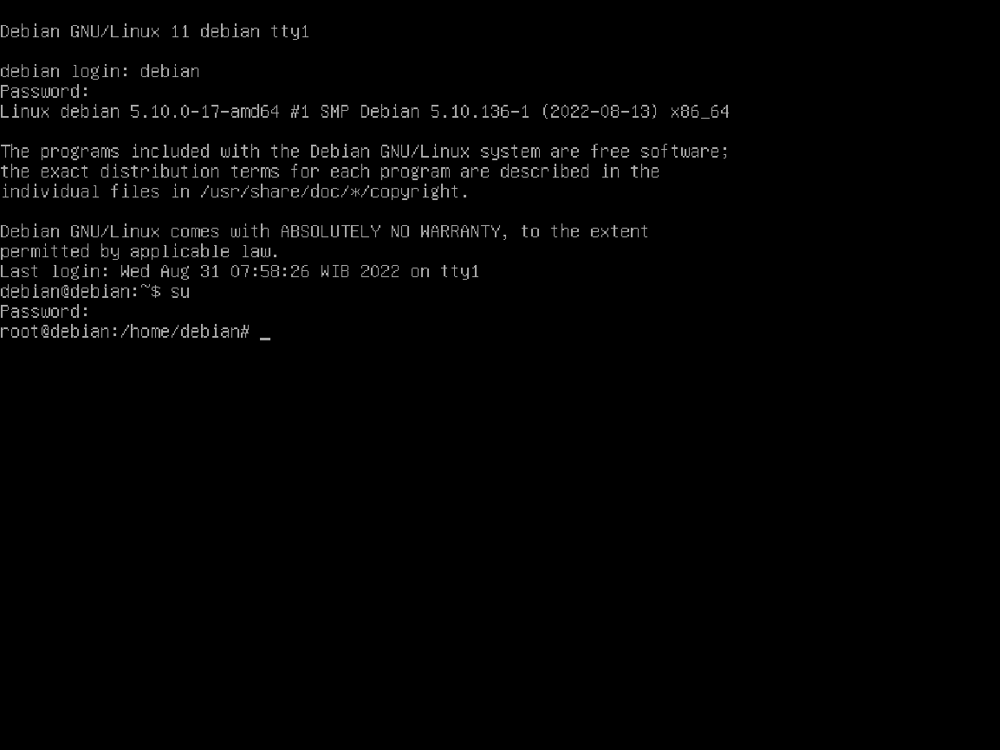 Debian GNU/Linux 11 debian tty1
debian login: debian
Password:
Linux debian 5.10.0-17-amd64 #1 SMP Debian 5.10.136-1 (2022-08-13) x86_64
The programs included with the Debian GNU/Linux system are free software;
the exact distribution terms for each program are described in the
individual files in /usr/share/doc/*/copyright.
Debian GNU/Linux comes with ABSOLUTELY NO WARRANTY, to the extent
permitted by applicable law.
Last login: Wed Aug 31 07:58:26 WIB 2022 on tty1
debian@debian:~$ su
Password:
root@debian:/home/debian# _